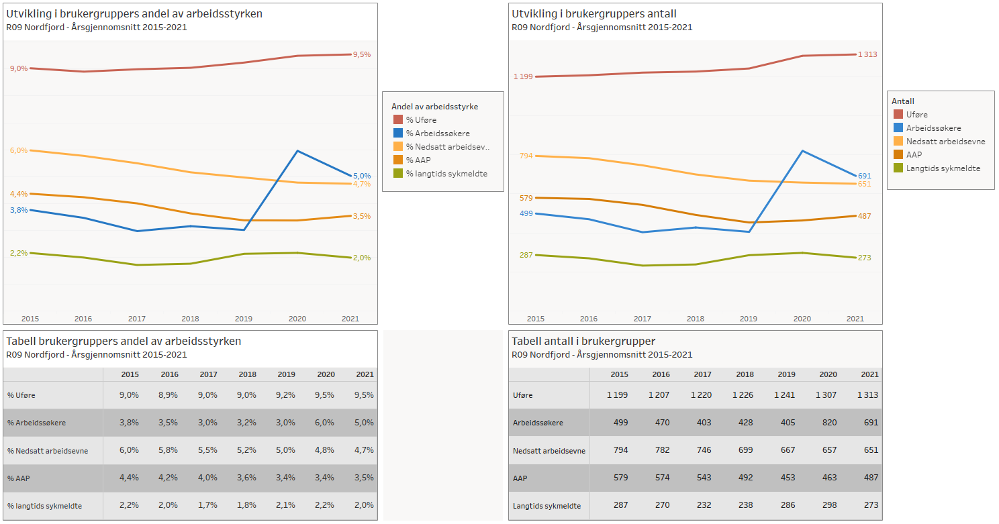 Utvikling i brukergruppers andel av arbeidsstyrken
R09 Nordfjord - Årsgjennomsnitt 2015-2021
9,0%
9,5%
6,0%
4,4%
3,8%
5,0%
4,7%
3,5%
2,2%
2,0%
2015 2016 2017 2018 2019 2020 2021
Andel av arbeidsstyrke
% Uføre
% Arbeidssøkere
% Nedsatt arbeidsev..
% AAP
% langtids sykmeldte
Utvikling i brukergruppers antall
R09 Nordfjord - Årsgjennomsnitt 2015-2021
1 199
1 313
794
579
499
691
651
487
287
273
2015 2016 2017 2018 2019 2020 2021
Antall
Uføre
Arbeidssøkere
Nedsatt arbeidsevne
AAP
Langtids sykmeldte
Tabell brukergruppers andel av arbeidsstyrken
R09 Nordfjord - Årsgjennomsnitt 2015-2021
2015 2016 2017 2018 2019 2020 2021
% Uføre 9,0% 8,9% 9,0% 9,0% 9,2% 9,5% 9,5%
% Arbeidssøkere 3,8% 3,5% 3,0% 3,2% 3,0% 6,0% 5,0%
% Nedsatt arbeidsevne 6,0% 5,8% 5,5% 5,2% 5,0% 4,8% 4,7%
% AAP 4,4% 4,2% 4,0% 3,6% 3,4% 3,4% 3,5%
% langtids sykmeldte 2,2% 2,0% 1,7% 1,8% 2,1% 2,2% 2,0%
Tabell antall i brukergrupper
R09 Nordfjord - Årsgjennomsnitt 2015-2021
2015 2016 2017 2018 2019 2020 2021
Uføre 1 199 1 207 1 220 1 226 1 241 1 307 1 313
Arbeidssøkere 499 470 403 428 405 820 691
Nedsatt arbeidsevne 794 782 746 699 667 657 651
AAP 579 574 543 492 453 463 487
Langtids sykmeldte 287 270 232 238 286 298 273